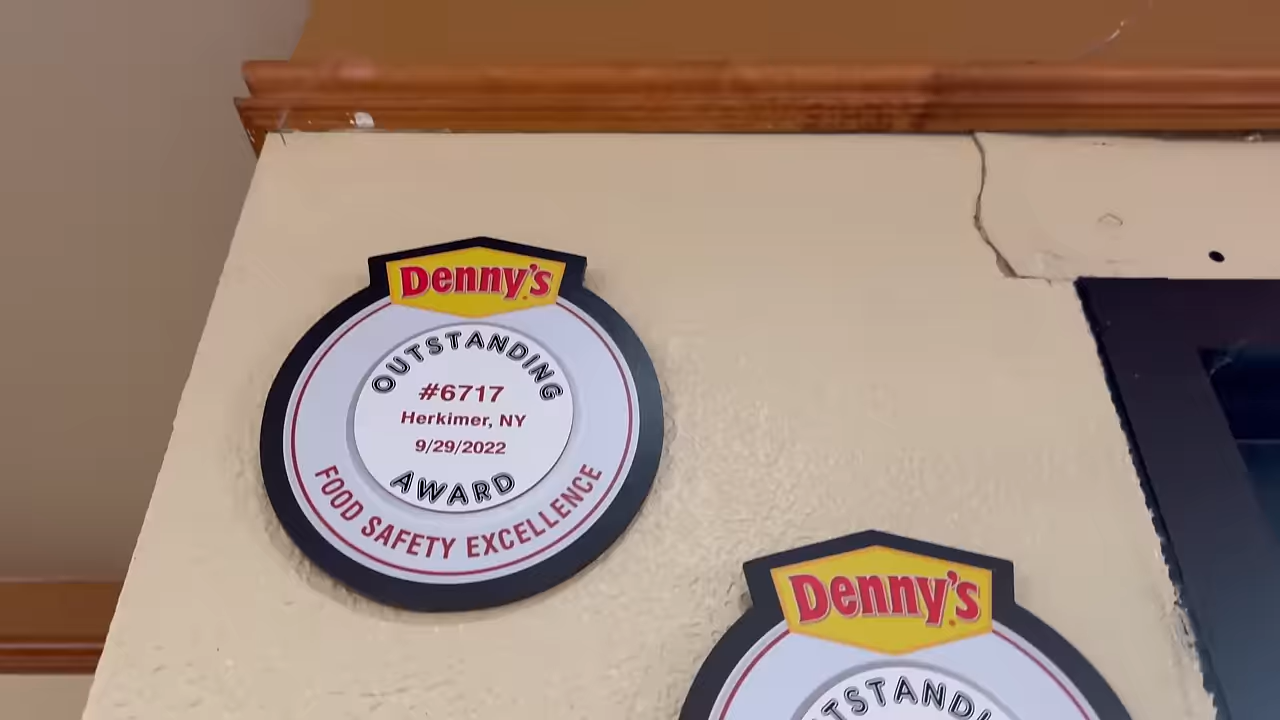 Denny's
OUTSTANDING
#6717
Herkimer, NY
9/29/2022
AWARD
FOOD SAFETY EXCELLENCE
Denny's